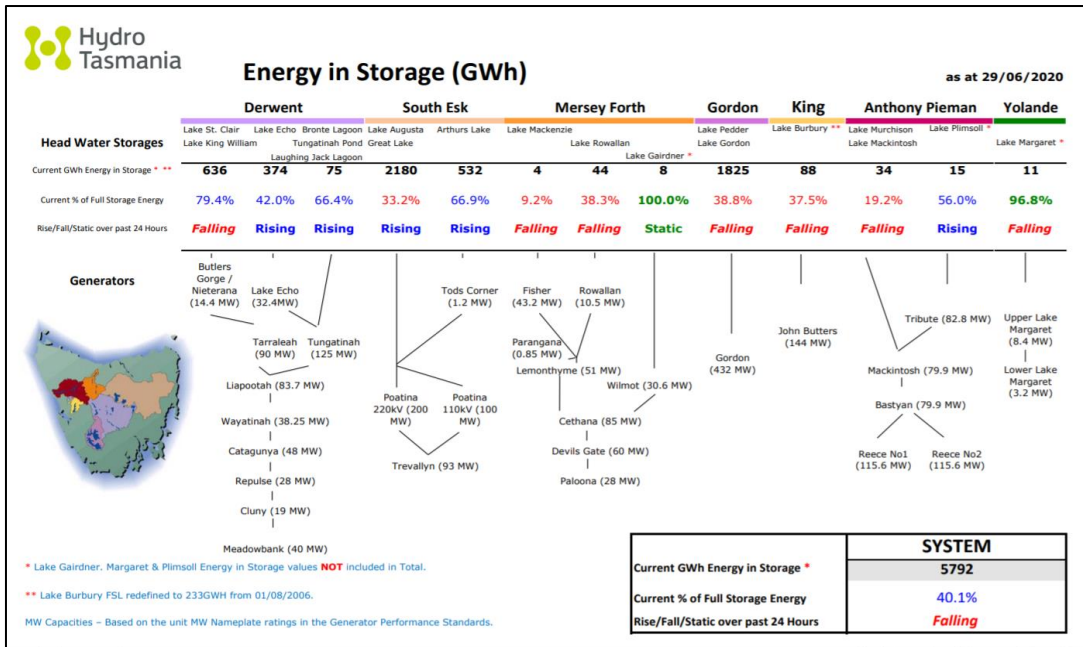 Hydro
Tasmania
Energy in Storage (GWh)
as at 29/06/2020
Derwent South Esk Mersey Forth Gordon King Anthony Pieman Yolande
Head Water Storages
Lake St. Clair Lake Echo Bronte Lagoon Lake Augusta Arthurs Lake Lake Mackenzie Lake Pedder Lake Burbury ** Lake Murchison Lake Plimsoll *
Lake King William Tungatinah Pond Great Lake Lake Rowallan Lake Gordon Lake Mackintosh Lake Margaret *
Laughing Jack Lagoon Lake Gairdner *
Current GWh Energy in Storage * ** 636 374 75 2180 532 4 44 8 1825 88 34 15 11
Current % of Full Storage Energy 79.4% 42.0% 66.4% 33.2% 66.9% 9.2% 38.3% 100.0% 38.8% 37.5% 19.2% 56.0% 96.8%
Rise/Fall/Static over past 24 Hours Falling Rising Rising Rising Rising Falling Falling Static Falling Falling Falling Rising Falling
Generators
Butlers
Gorge /
Nieterana
(14.4 MW)
Lake Echo
(32.4MW)
Tarraleah
(90 MW)
Tungatinah
(125 MW)
Liapootah (83.7 MW)
Wayatinah (38.25 MW)
Catagunya (48 MW)
Repulse (28 MW)
Cluny (19 MW)
Meadowbank (40 MW)
Tods Corner
(1.2 MW)
Poatina
220kV (200
MW)
Poatina
110kV (100
MW)
Trevallyn (93 MW)
Fisher
(43.2 MW)
Rowallan
(10.5 MW)
Parangana
(0.85 MW)
Lemonthyme (51 MW)
Wilmot (30.6 MW)
Cethana (85 MW)
Devils Gate (60 MW)
Paloona (28 MW)
Gordon
(432 MW)
John Butters
(144 MW)
Tribute (82.8 MW)
Mackintosh (79.9 MW)
Bastyan (79.9 MW)
Reece No1
(115.6 MW)
Reece No2
(115.6 MW)
Upper Lake
Margaret
(8.4 MW)
Lower Lake
Margaret
(3.2 MW)
* Lake Gairdner. Margaret & Plimsoll Energy in Storage values NOT included in Total.
** Lake Burbury FSL redefined to 233GWH from 01/08/2006.
MW Capacities – Based on the unit MW Nameplate ratings in the Generator Performance Standards.
SYSTEM
Current GWh Energy in Storage * 5792
Current % of Full Storage Energy 40.1%
Rise/Fall/Static over past 24 Hours Falling